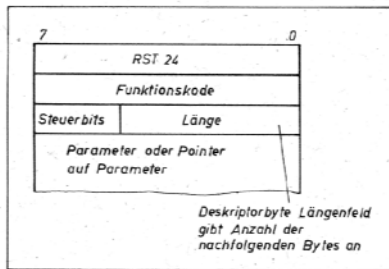 7 0
RST 24
Funktionskode
Steuerbits Länge
Parameter oder Pointer
auf Parameter
Deskriptorbyte Längenfeld
gibt Anzahl der
nachfolgenden Bytes an